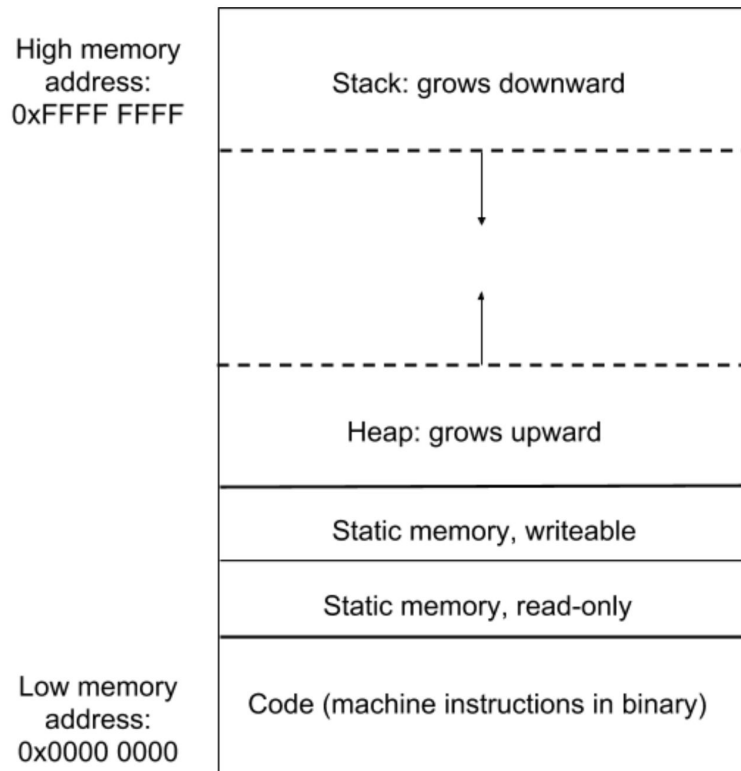 High memory
address:
0xFFFF FFFF
Stack: grows downward
Heap: grows upward
Static memory, writeable
Static memory, read-only
Code (machine instructions in binary)
Low memory
address:
0x0000 0000